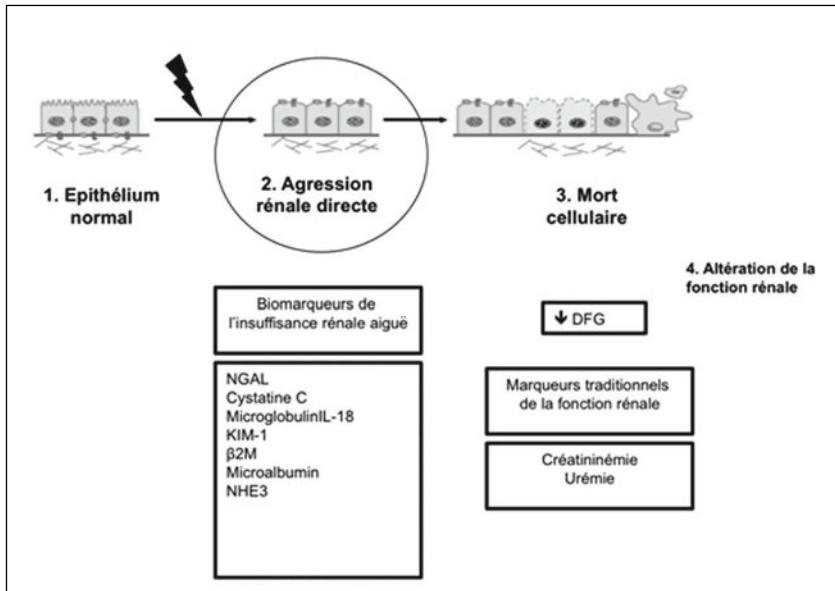 1. Epithélium
normal
2. Agression
rénale directe
3. Mort
cellulaire
4. Altération de la
fonction rénale
Biomarqueurs de
l'insuffisance rénale aiguë
NGAL
Cystatine C
MicroglobulinIL-18
KIM-1
β2M
Microalbumin
NHE3
↓ DFG
Marqueurs traditionnels
de la fonction rénale
Créatininémie
Urémie